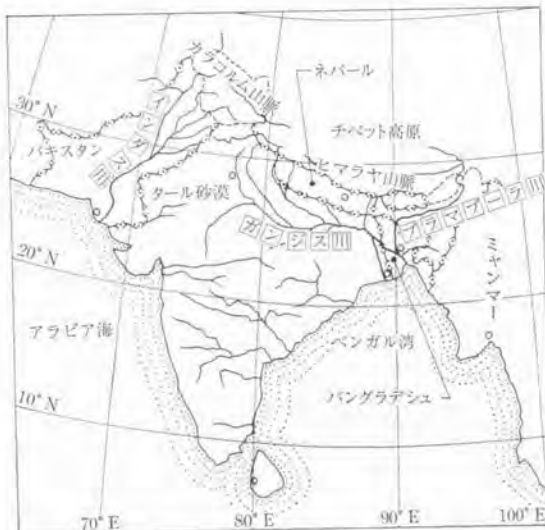 カラコルム山脈
ネパール
30° N
チベット高原
インダス川
パキスタン
ヒマラヤ山脈
タール砂漠
ブラマプートラ川
ガンジス川
ミャンマー
20° N
アラビア海
ベンガル湾
バングラデシュ
10° N
70° E
80° E
90° E
100° E